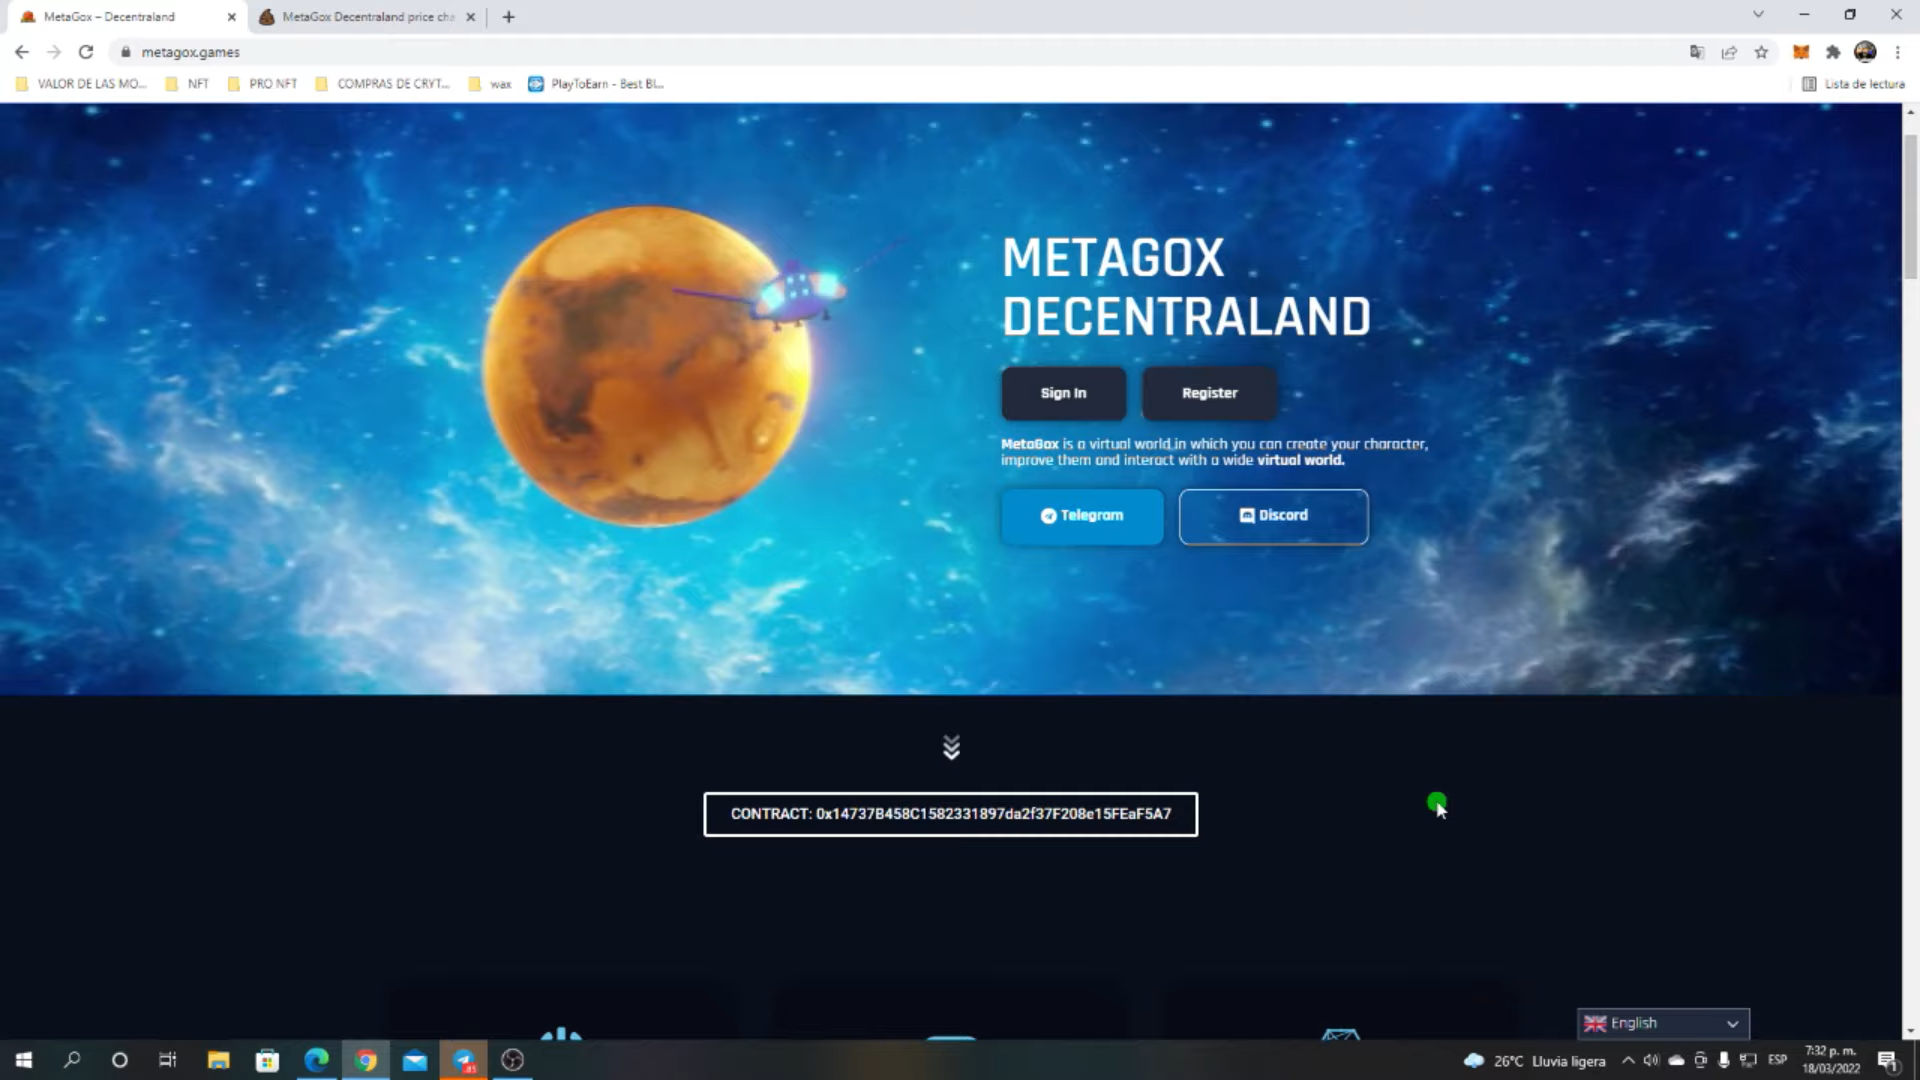 MetaGox – Decentraland
MetaGox Decentraland price cha
metagox.games
VALOR DE LAS MO...
NFT
PRO NFT
COMPRAS DE CRYT...
wax
PlayToEarn - Best Bl...
Lista de lectura
METAGOX
DECENTRALAND
Sign In
Register
MetaGox is a virtual world in which you can create your character,
improve them and interact with a wide virtual world.
Telegram
Discord
CONTRACT: 0x14737B458C1582331897da2f37F208e15FEaF5A7
English
26°C Lluvia ligera
ESP
7:32 p. m.
18/03/2022